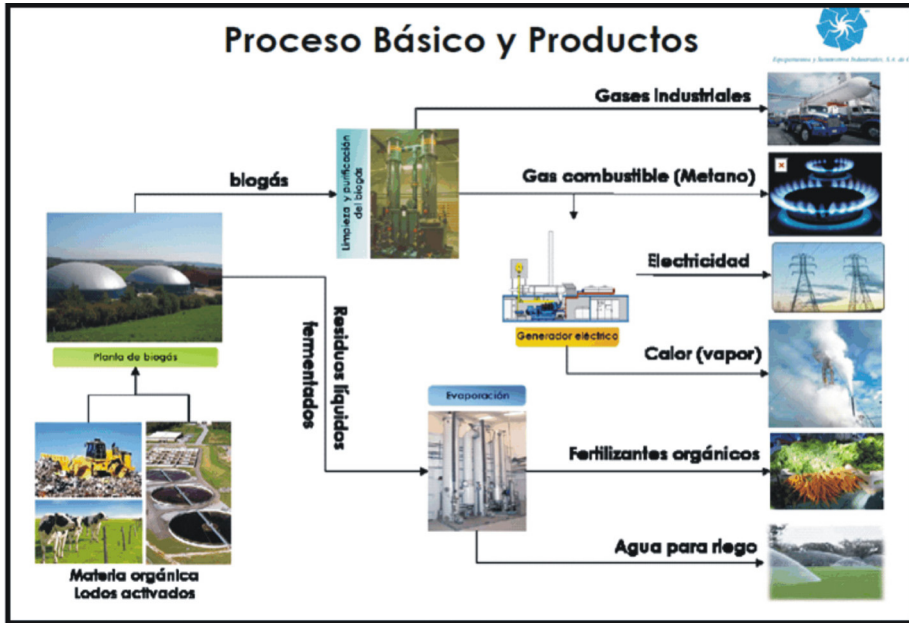 Proceso Básico y Productos
Gases Industriales
biogás
Limpieza y purificación
del biogás
Gas combustible (Metano)
Electricidad
Generador eléctrico
Planta de biogás
Residuos líquidos
fermentados
Calor (vapor)
Evaporación
Fertilizantes orgánicos
Agua para riego
Materia orgánica
Lodos activados